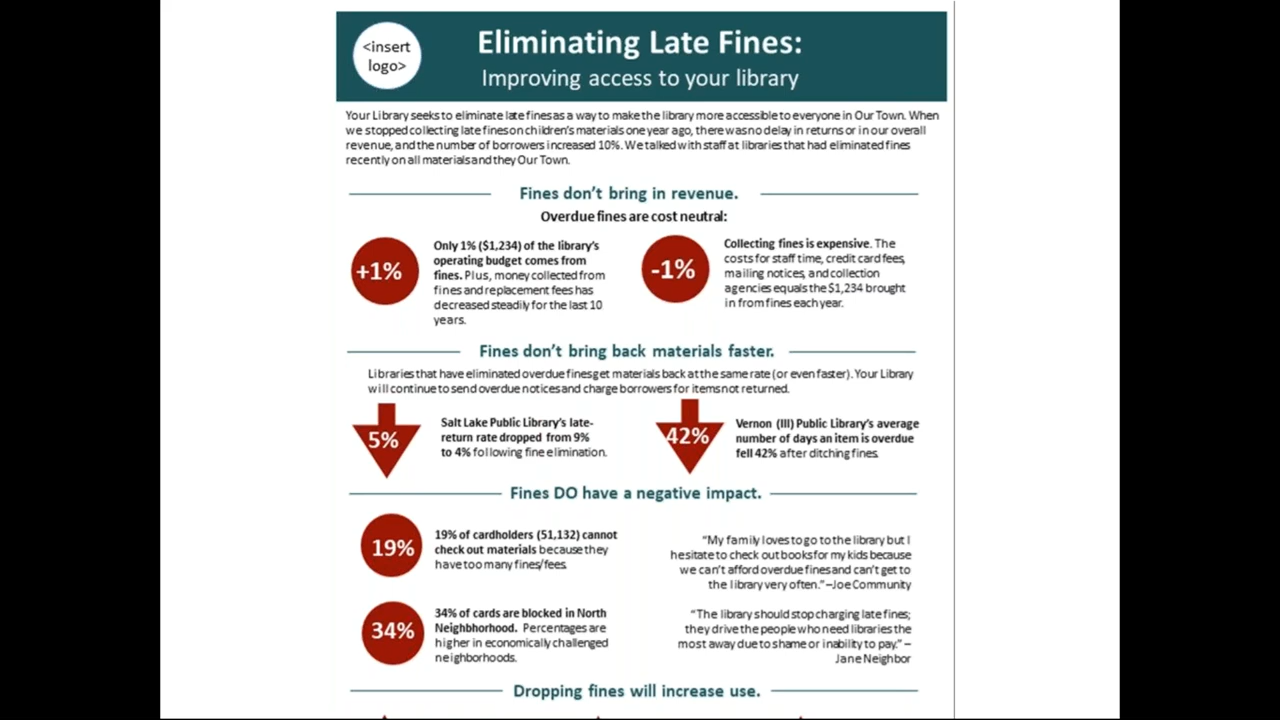 <insert
logo>
Eliminating Late Fines:
Improving access to your library
Your Library seeks to eliminate late fines as a way to make the library more accessible to everyone in Our Town. When
we stopped collecting late fines on children's materials one year ago, there was no delay in returns or in our overall
revenue, and the number of borrowers increased 10%. We talked with staff at libraries that had eliminated fines
recently on all materials and they Our Town.
Fines don't bring in revenue.
Overdue fines are cost neutral:
+1%
Only 1% ($1,234) of the library's
operating budget comes from
fines. Plus, money collected from
fines and replacement fees has
decreased steadily for the last 10
years.
-1%
Collecting fines is expensive. The
costs for staff time, credit card fees,
mailing notices, and collection
agencies equals the $1,234 brought
in from fines each year.
Fines don't bring back materials faster.
Libraries that have eliminated overdue fines get materials back at the same rate (or even faster). Your Library
will continue to send overdue notices and charge borrowers for items not returned.
5%
Salt Lake Public Library's late-
return rate dropped from 9%
to 4% following fine elimination.
42%
Vernon (III) Public Library's average
number of days an item is overdue
fell 42% after ditching fines.
Fines DO have a negative impact.
19%
19% of cardholders (51,132) cannot
check out materials because they
have too many fines/fees.
34%
34% of cards are blocked in North
Neighbhorhood. Percentages are
higher in economically challenged
neighborhoods.
"My family loves to go to the library but I
hesitate to check out books for my kids because
we can't afford overdue fines and can't get to
the library very often." –Joe Community
"The library should stop charging late fines;
they drive the people who need libraries the
most away due to shame or inability to pay." –
Jane Neighbor
Dropping fines will increase use.